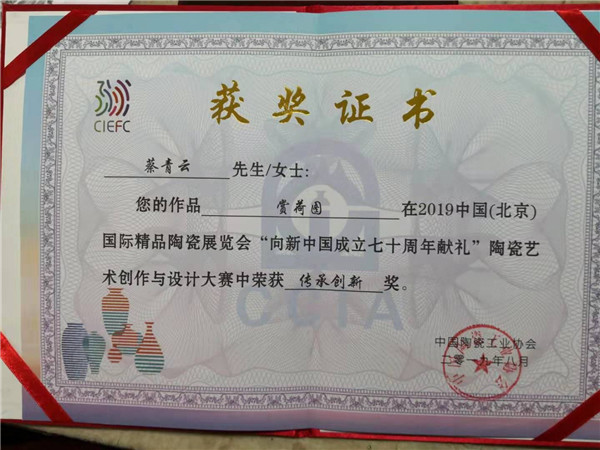 CIEFC
获奖证书
蔡青云 先生/女士:
您的作品 赏荷图 在2019中国(北京)
国际精品陶瓷展览会“向新中国成立七十周年献礼”陶瓷艺
术创作与设计大赛中荣获 传承创新 奖。
CCIA
中国陶瓷工业协会
二零一九年八月